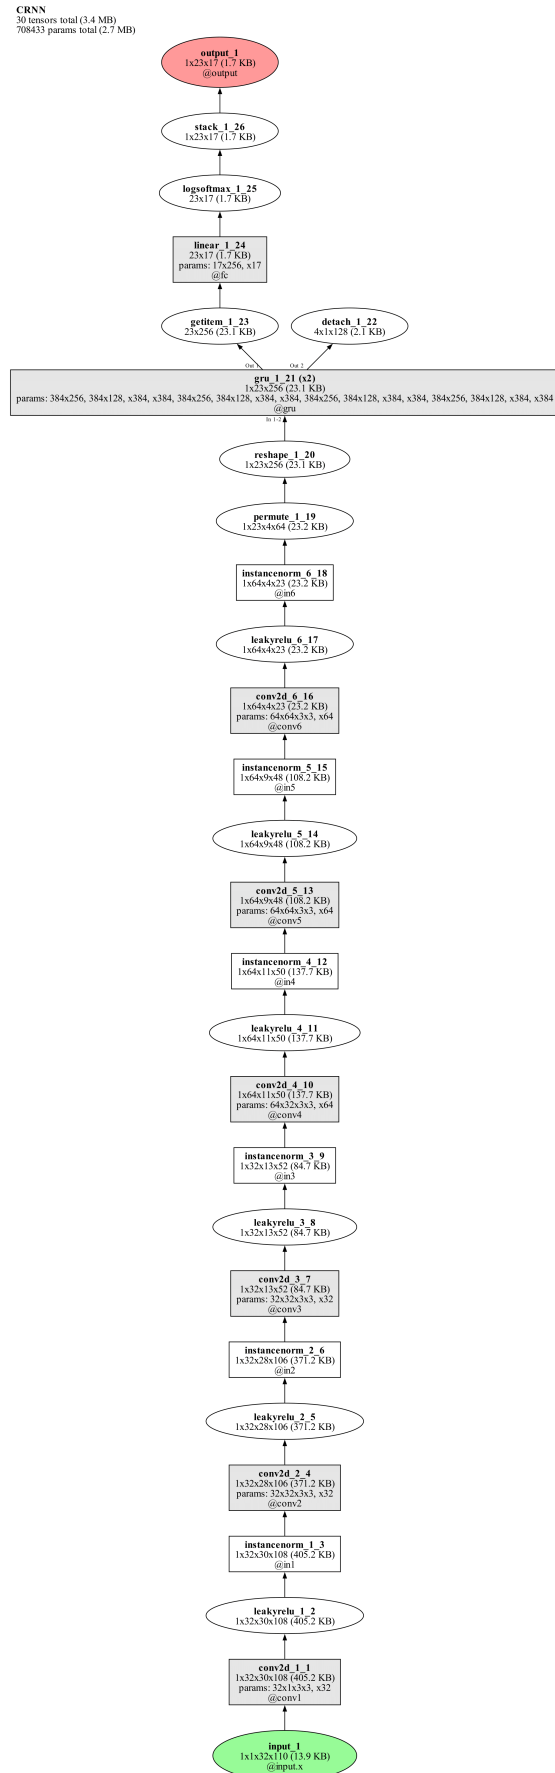 CRNN
30 tensors total (3.4 MB)
708433 params total (2.7 MB)
output_1
1x23x17 (1.7 KB)
@output
stack_1_26
1x23x17 (1.7 KB)
logsoftmax_1_25
23x17 (1.7 KB)
linear_1_24
23x17 (1.7 KB)
params: 17x256, x17
@fc
getitem_1_23
23x256 (23.1 KB)
detach_1_22
4x1x128 (2.1 KB)
Out 1
Out 2
gru_1_21 (x2)
1x23x256 (23.1 KB)
params: 384x256, 384x128, x384, x384, 384x256, 384x128, x384, x384, 384x256, 384x128, x384, x384, 384x256, 384x128, x384, x384
@gru
In 1-2
reshape_1_20
1x23x256 (23.1 KB)
permute_1_19
1x23x4x64 (23.2 KB)
instancenorm_6_18
1x64x4x23 (23.2 KB)
@in6
leakyrelu_6_17
1x64x4x23 (23.2 KB)
conv2d_6_16
1x64x4x23 (23.2 KB)
params: 64x64x3x3, x64
@conv6
instancenorm_5_15
1x64x9x48 (108.2 KB)
@in5
leakyrelu_5_14
1x64x9x48 (108.2 KB)
conv2d_5_13
1x64x9x48 (108.2 KB)
params: 64x64x3x3, x64
@conv5
instancenorm_4_12
1x64x11x50 (137.7 KB)
@in4
leakyrelu_4_11
1x64x11x50 (137.7 KB)
conv2d_4_10
1x64x11x50 (137.7 KB)
params: 64x32x3x3, x64
@conv4
instancenorm_3_9
1x32x13x52 (84.7 KB)
@in3
leakyrelu_3_8
1x32x13x52 (84.7 KB)
conv2d_3_7
1x32x13x52 (84.7 KB)
params: 32x32x3x3, x32
@conv3
instancenorm_2_6
1x32x28x106 (371.2 KB)
@in2
leakyrelu_2_5
1x32x28x106 (371.2 KB)
conv2d_2_4
1x32x28x106 (371.2 KB)
params: 32x32x3x3, x32
@conv2
instancenorm_1_3
1x32x30x108 (405.2 KB)
@in1
leakyrelu_1_2
1x32x30x108 (405.2 KB)
conv2d_1_1
1x32x30x108 (405.2 KB)
params: 32x1x3x3, x32
@conv1
input_1
1x1x32x110 (13.9 KB)
@input.x